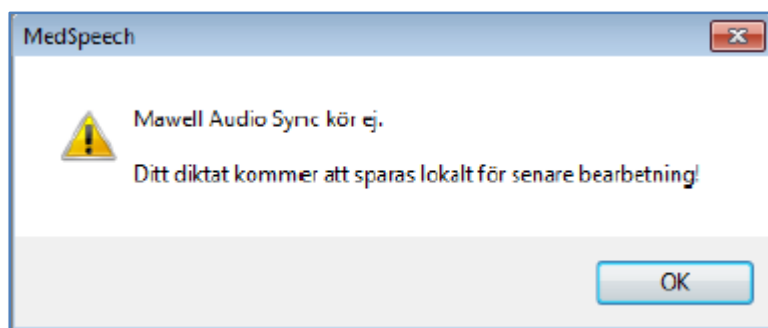 MedSpeech
Mawell Audio Sync kör ej.
Ditt diktat kommer att sparas lokalt för senare bearbetning!
OK